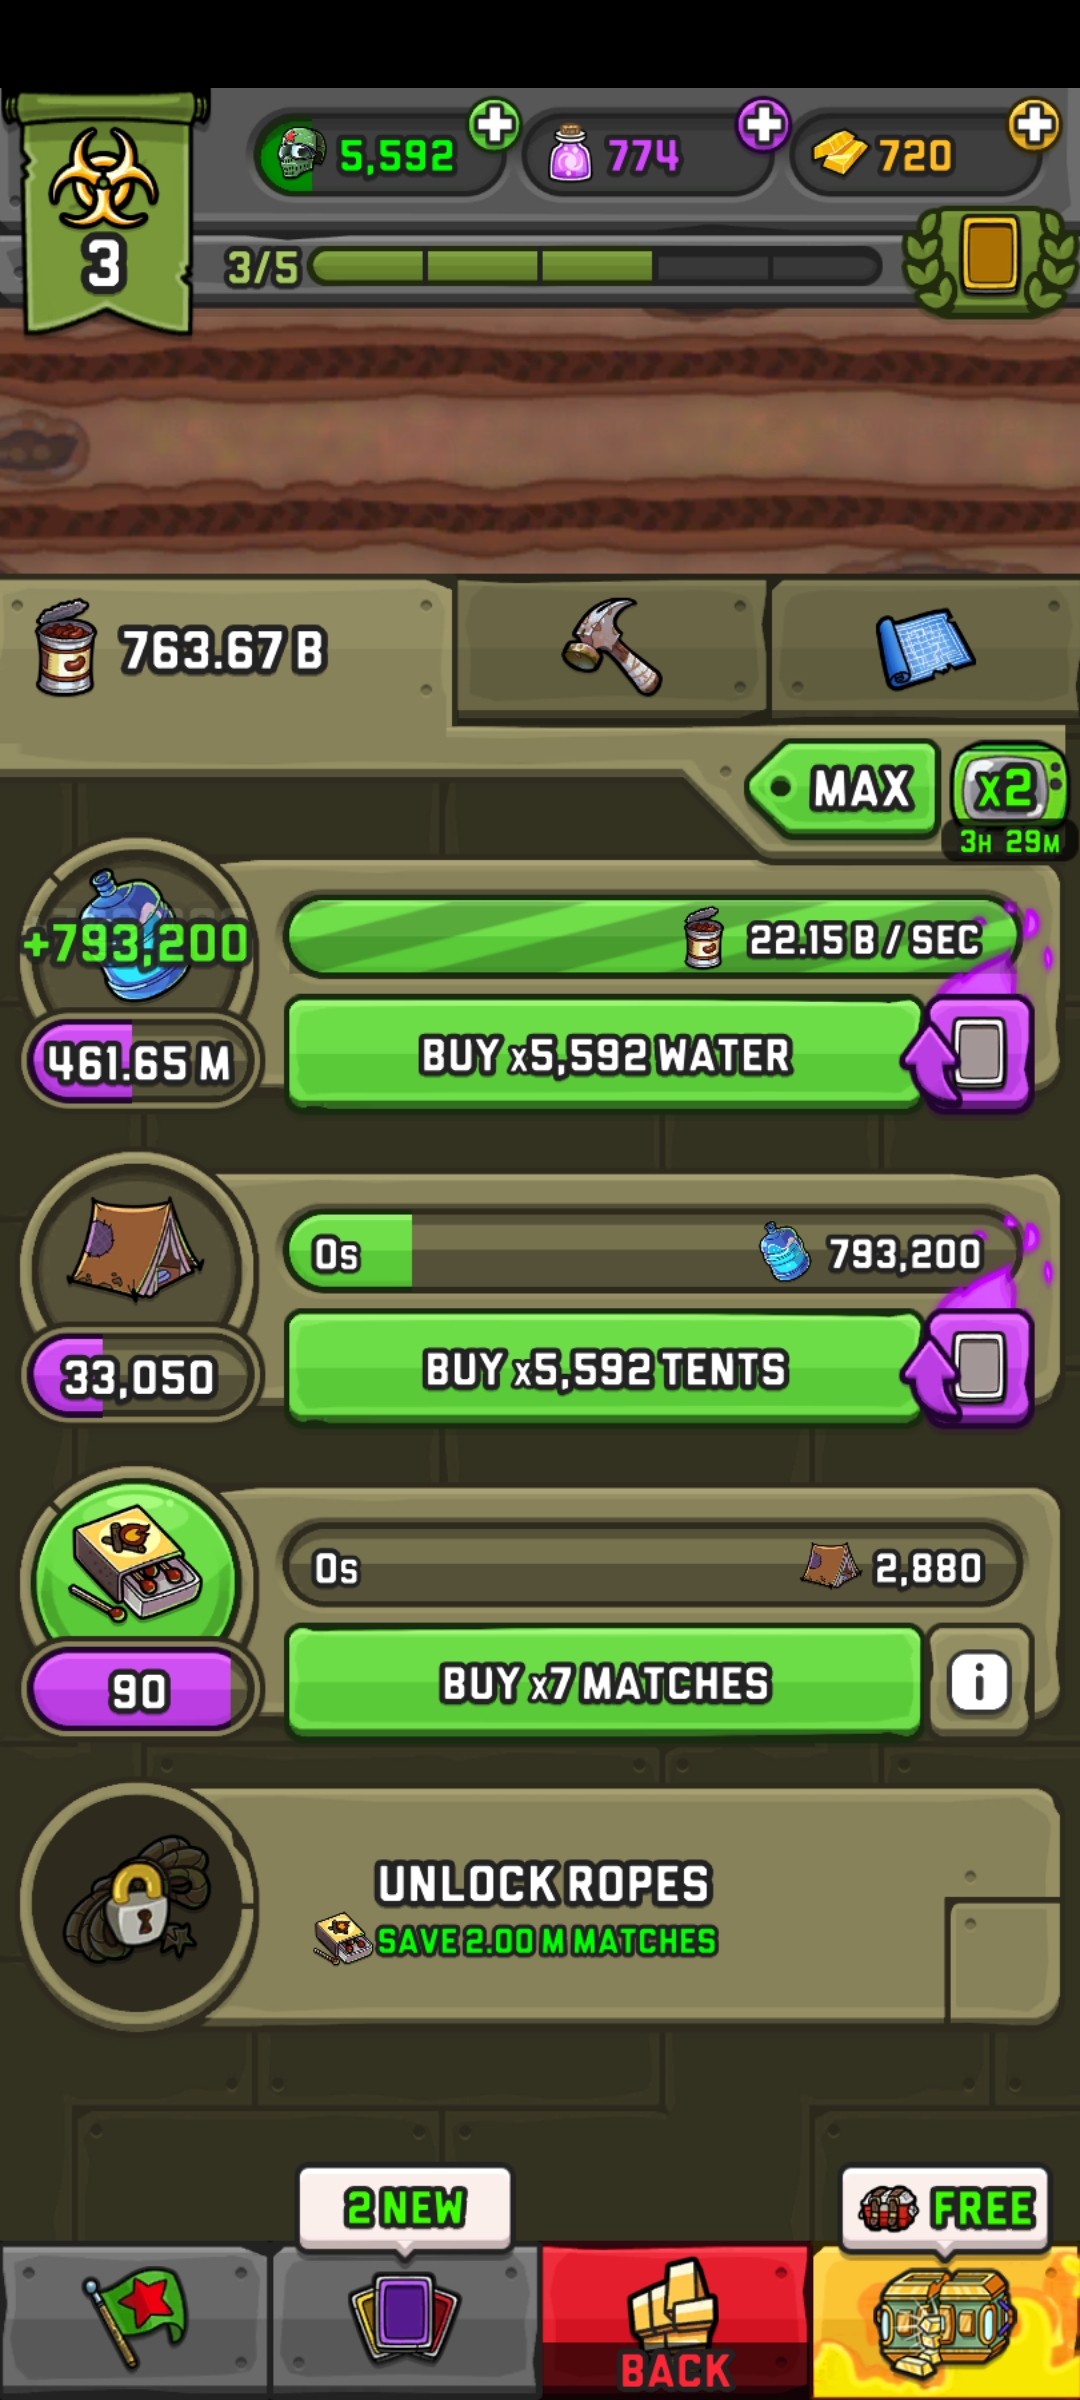 3
5,592
774
720
3/5
763.67 B
MAX
x2
3H 29M
+793,200
22.15 B / SEC
461.65 M
BUY x5,592 WATER
0s
793,200
33,050
BUY x5,592 TENTS
0s
2,880
90
BUY x7 MATCHES
i
UNLOCK ROPES
SAVE 2.00 M MATCHES
2 NEW
FREE
BACK